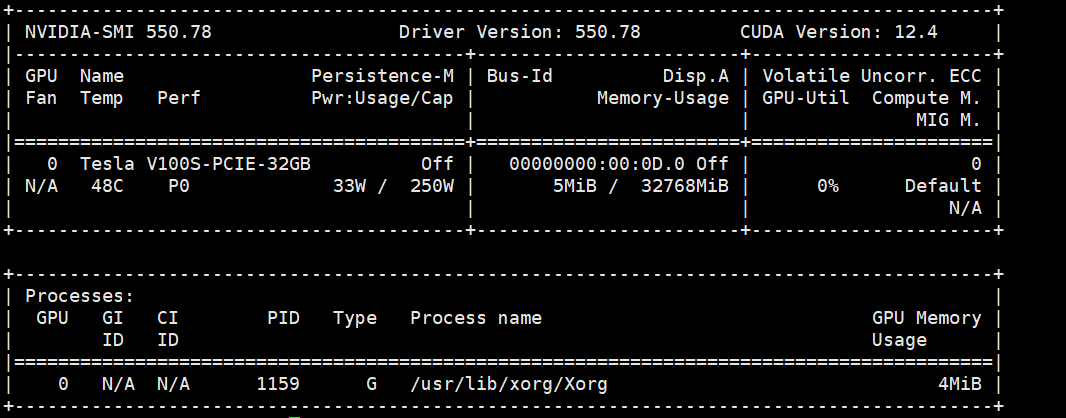 +-----------------------------------------------------------------------------------------+
| NVIDIA-SMI 550.78                 Driver Version: 550.78         CUDA Version: 12.4     |
|-----------------------------------------+------------------------+----------------------+
| GPU  Name                 Persistence-M | Bus-Id          Disp.A | Volatile Uncorr. ECC |
| Fan  Temp   Perf          Pwr:Usage/Cap |           Memory-Usage | GPU-Util  Compute M. |
|                                         |                        |               MIG M. |
|=========================================+========================+======================|
|   0  Tesla V100S-PCIE-32GB          Off |   00000000:00:0D.0 Off |                    0 |
| N/A   48C    P0             33W /  250W |       5MiB /  32768MiB |      0%      Default |
|                                         |                        |                  N/A |
+-----------------------------------------+------------------------+----------------------+
+-----------------------------------------------------------------------------------------+
| Processes:                                                                              |
|  GPU   GI   CI        PID   Type   Process name                              GPU Memory |
|        ID   ID                                                               Usage      |
|=========================================================================================|
|    0   N/A  N/A      1159      G   /usr/lib/xorg/Xorg                              4MiB |
+-----------------------------------------------------------------------------------------+